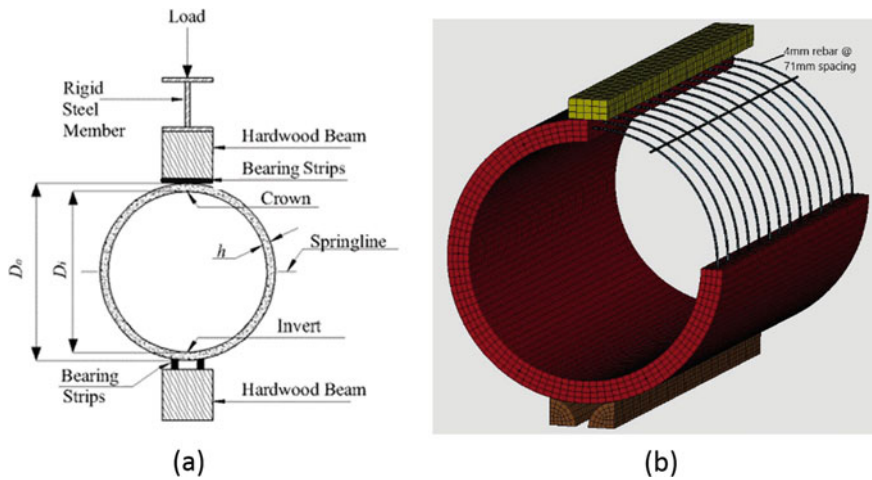 Load
Rigid
Steel
Member
Hardwood Beam
Bearing Strips
Crown
h
Springline
Dₒ
Dᵢ
Invert
Bearing
Strips
Hardwood Beam
(a)
4mm rebar @
71mm spacing
(b)